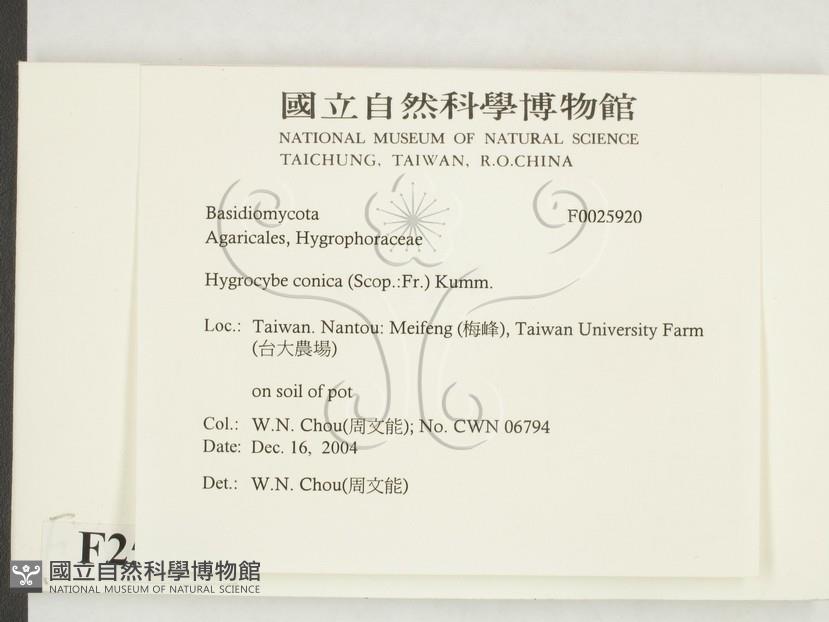 國立自然科學博物館
NATIONAL MUSEUM OF NATURAL SCIENCE
TAICHUNG, TAIWAN, R.O.CHINA
Basidiomycota F0025920
Agaricales, Hygrophoraceae
Hygrocybe conica (Scop.:Fr.) Kumm.
Loc.: Taiwan. Nantou: Meifeng (梅峰), Taiwan University Farm
(台大農場)
on soil of pot
Col.: W.N. Chou(周文能); No. CWN 06794
Date: Dec. 16, 2004
Det.: W.N. Chou(周文能)
F25
國立自然科學博物館
NATIONAL MUSEUM OF NATURAL SCIENCE